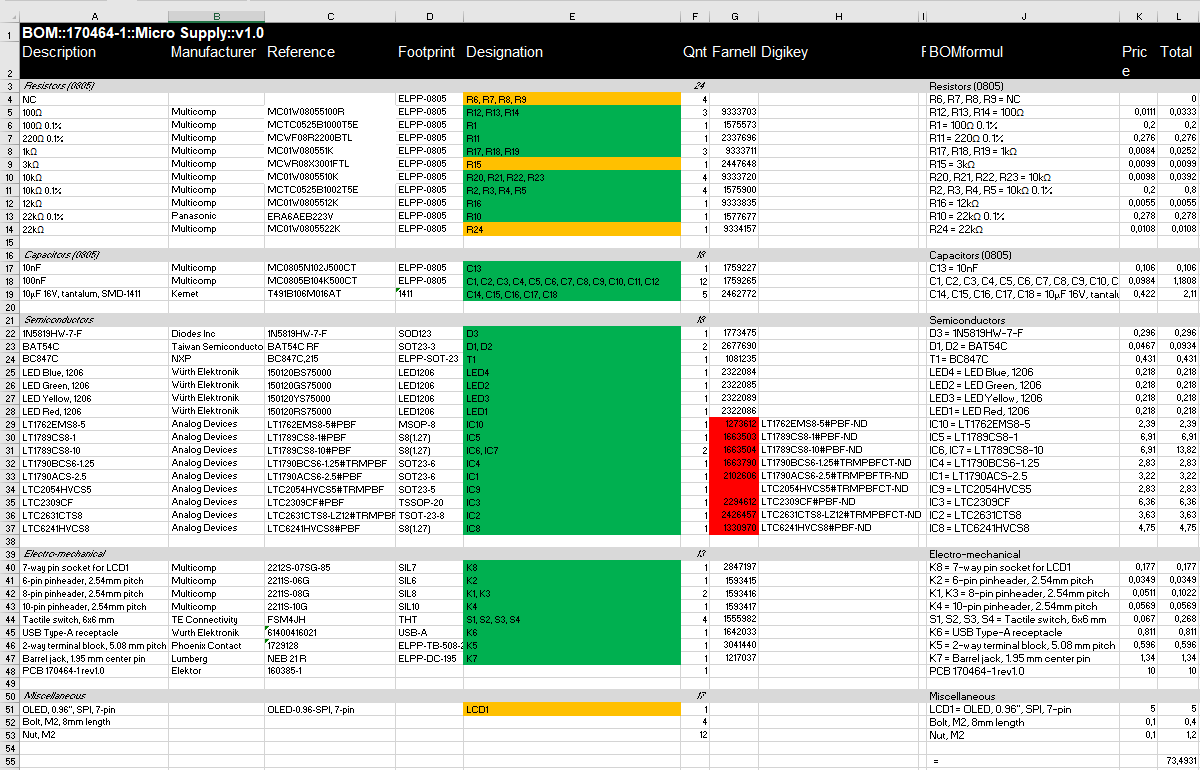 A B C D E F G H I J K L
1 BOM::170464-1::Micro Supply::v1.0
2 Description Manufacturer Reference Footprint Designation Qnt Farnell Digikey F BOMformul Price Total
3 Resistors (0805) 24 Resistors (0805)
4 NC ELPP-0805 R6, R7, R8, R9 4 R6, R7, R8, R9 = NC 0
5 100Ω Multicomp MC01W08055100R ELPP-0805 R12, R13, R14 3 9333703 R12, R13, R14 = 100Ω 0,0111 0,0333
6 100Ω 0.1% Multicomp MCTC0525B1000T5E ELPP-0805 R1 1 1575573 R1 = 100Ω 0.1% 0,2 0,2
7 220Ω 0.1% Multicomp MCWF08R2200BTL ELPP-0805 R11 1 2337696 R11 = 220Ω 0.1% 0,276 0,276
8 1kΩ Multicomp MC01W080551K ELPP-0805 R17, R18, R19 3 9333711 R17, R18, R19 = 1kΩ 0,0084 0,0252
9 3kΩ Multicomp MCWR08X3001FTL ELPP-0805 R15 1 2447648 R15 = 3kΩ 0,0099 0,0099
10 10kΩ Multicomp MC01W0805510K ELPP-0805 R20, R21, R22, R23 4 9333720 R20, R21, R22, R23 = 10kΩ 0,0098 0,0392
11 10kΩ 0.1% Multicomp MCTC0525B1002T5E ELPP-0805 R2, R3, R4, R5 4 1575900 R2, R3, R4, R5 = 10kΩ 0.1% 0,2 0,8
12 12kΩ Multicomp MC01W0805512K ELPP-0805 R16 1 9333835 R16 = 12kΩ 0,0055 0,0055
13 22kΩ 0.1% Panasonic ERA6AEB223V ELPP-0805 R10 1 1577677 R10 = 22kΩ 0.1% 0,278 0,278
14 22kΩ Multicomp MC01W0805522K ELPP-0805 R24 1 9334157 R24 = 22kΩ 0,0108 0,0108
15
16 Capacitors (0805) 18 Capacitors (0805)
17 10nF Multicomp MC0805N102J500CT ELPP-0805 C13 1 1759227 C13 = 10nF 0,106 0,106
18 100nF Multicomp MC0805B104K500CT ELPP-0805 C1, C2, C3, C4, C5, C6, C7, C8, C9, C10, C11, C12 12 1759265 C1, C2, C3, C4, C5, C6, C7, C8, C9, C10, C 0,0984 1,1808
19 10µF 16V, tantalum, SMD-1411 Kemet T491B106M016AT 1411 C14, C15, C16, C17, C18 5 2462772 C14, C15, C16, C17, C18 = 10µF 16V, tantalu 0,422 2,11
20
21 Semiconductors 18 Semiconductors
22 1N5819HW-7-F Diodes Inc 1N5819HW-7-F SOD123 D3 1 1773475 D3 = 1N5819HW-7-F 0,296 0,296
23 BAT54C Taiwan Semiconducto BAT54C RF SOT23-3 D1, D2 2 2677690 D1, D2 = BAT54C 0,0467 0,0934
24 BC847C NXP BC847C,215 ELPP-SOT-23 T1 1 1081235 T1 = BC847C 0,431 0,431
25 LED Blue, 1206 Würth Elektronik 150120BS75000 LED1206 LED4 1 2322084 LED4 = LED Blue, 1206 0,218 0,218
26 LED Green, 1206 Würth Elektronik 150120GS75000 LED1206 LED2 1 2322085 LED2 = LED Green, 1206 0,218 0,218
27 LED Yellow, 1206 Würth Elektronik 150120YS75000 LED1206 LED3 1 2322089 LED3 = LED Yellow, 1206 0,218 0,218
28 LED Red, 1206 Würth Elektronik 150120RS75000 LED1206 LED1 1 2322086 LED1 = LED Red, 1206 0,218 0,218
29 LT1762EMS8-5 Analog Devices LT1762EMS8-5#PBF MSOP-8 IC10 1 1273612 LT1762EMS8-5#PBF-ND IC10 = LT1762EMS8-5 2,39 2,39
30 LT1789CS8-1 Analog Devices LT1789CS8-1#PBF S8(1.27) IC5 1 1663503 LT1789CS8-1#PBF-ND IC5 = LT1789CS8-1 6,91 6,91
31 LT1789CS8-10 Analog Devices LT1789CS8-10#PBF S8(1.27) IC6, IC7 2 1663504 LT1789CS8-10#PBF-ND IC6, IC7 = LT1789CS8-10 6,91 13,82
32 LT1790BCS6-1.25 Analog Devices LT1790BCS6-1.25#TRMPBF SOT23-6 IC4 1 1663790 LT1790BCS6-1.25#TRMPBFCT-ND IC4 = LT1790BCS6-1.25 2,83 2,83
33 LT1790ACS-2.5 Analog Devices LT1790ACS6-2.5#TRMPBF SOT23-6 IC1 1 2102606 LT1790ACS6-2.5#TRMPBFTR-ND IC1 = LT1790ACS-2.5 3,22 3,22
34 LTC2054HVCS5 Analog Devices LTC2054HVCS5#TRMPBF SOT23-5 IC9 1 LTC2054HVCS5#TRMPBFCT-ND IC9 = LTC2054HVCS5 2,83 2,83
35 LTC2309CF Analog Devices LTC2309CF#PBF TSSOP-20 IC3 1 2294612 LTC2309CF#PBF-ND IC3 = LTC2309CF 6,36 6,36
36 LTC2631CTS8 Analog Devices LTC2631CTS8-LZ12#TRMPBF TSOT-23-8 IC2 1 2426457 LTC2631CTS8-LZ12#TRMPBFCT-ND IC2 = LTC2631CTS8 3,63 3,63
37 LTC6241HVCS8 Analog Devices LTC6241HVCS8#PBF S8(1.27) IC8 1 1330970 LTC6241HVCS8#PBF-ND IC8 = LTC6241HVCS8 4,75 4,75
38
39 Electro-mechanical 13 Electro-mechanical
40 7-way pin socket for LCD1 Multicomp 2212S-07SG-85 SIL7 K8 1 2847197 K8 = 7-way pin socket for LCD1 0,177 0,177
41 6-pin pinheader, 2.54mm pitch Multicomp 2211S-06G SIL6 K2 1 1593415 K2 = 6-pin pinheader, 2.54mm pitch 0,0349 0,0349
42 8-pin pinheader, 2.54mm pitch Multicomp 2211S-08G SIL8 K1, K3 2 1593416 K1, K3 = 8-pin pinheader, 2.54mm pitch 0,0511 0,1022
43 10-pin pinheader, 2.54mm pitch Multicomp 2211S-10G SIL10 K4 1 1593417 K4 = 10-pin pinheader, 2.54mm pitch 0,0569 0,0569
44 Tactile switch, 6x6 mm TE Connectivity FSM4JH THT S1, S2, S3, S4 4 1555982 S1, S2, S3, S4 = Tactile switch, 6x6 mm 0,067 0,268
45 USB Type-A receptacle Wurth Elektronik 61400416021 USB-A K6 1 1642033 K6 = USB Type-A receptacle 0,811 0,811
46 2-way terminal block, 5.08 mm pitch Phoenix Contact 1729128 ELPP-TB-508-2 K5 1 3041440 K5 = 2-way terminal block, 5.08 mm pitch 0,596 0,596
47 Barrel jack, 1.95 mm center pin Lumberg NEB 21 R ELPP-DC-195 K7 1 1217037 K7 = Barrel jack, 1.95 mm center pin 1,34 1,34
48 PCB 170464-1 rev1.0 Elektor 160385-1 1 PCB 170464-1 rev1.0 10 10
49
50 Miscellaneous 17 Miscellaneous
51 OLED, 0.96", SPI, 7-pin OLED-0.96-SPI, 7-pin LCD1 1 LCD1 = OLED, 0.96", SPI, 7-pin 5 5
52 Bolt, M2, 8mm length 4 Bolt, M2, 8mm length 0,1 0,4
53 Nut, M2 12 Nut, M2 0,1 1,2
54
55 = 73,4931